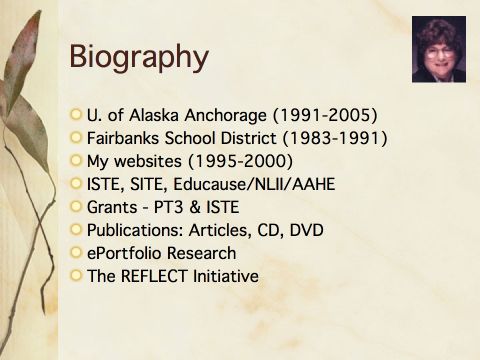 Biography
U. of Alaska Anchorage (1991-2005)
Fairbanks School District (1983-1991)
My websites (1995-2000)
ISTE, SITE, Educause/NLII/AAHE
Grants - PT3 & ISTE
Publications: Articles, CD, DVD
ePortfolio Research
The REFLECT Initiative